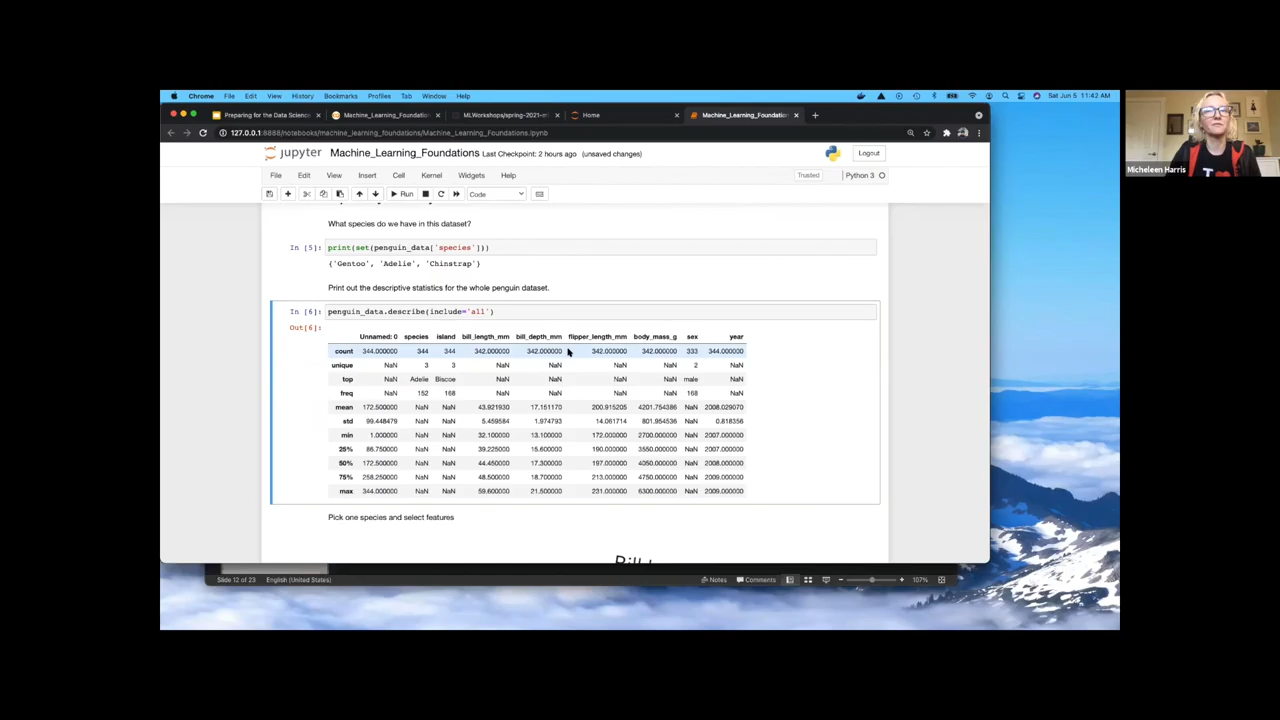 Chrome File Edit View History Bookmarks Profiles Tab Window Help Sat Jun 5 11:42 AM
Preparing for the Data Science Machine_Learning_Foundation MLWorkshops/spring-2021-m Home Machine_Learning_Foundation
127.0.0.1:8888/notebooks/machine_learning_foundations/Machine_Learning_Foundations.ipynb
jupyter Machine_Learning_Foundations Last Checkpoint: 2 hours ago (unsaved changes) Logout
File Edit View Insert Cell Kernel Widgets Help Trusted Python 3
Run Code
Micheleen Harris
What species do we have in this dataset?
In [5]: print(set(penguin_data['species']))
{'Gentoo', 'Adelie', 'Chinstrap'}
Print out the descriptive statistics for the whole penguin dataset.
In [6]: penguin_data.describe(include='all')
Out[6]:
Unnamed: 0 species island bill_length_mm bill_depth_mm flipper_length_mm body_mass_g sex year
count 344.000000 344 344 342.000000 342.000000 342.000000 342.000000 333 344.000000
unique NaN 3 3 NaN NaN NaN NaN 2 NaN
top NaN Adelie Biscoe NaN NaN NaN NaN male NaN
freq NaN 152 168 NaN NaN NaN NaN 168 NaN
mean 172.500000 NaN NaN 43.921930 17.151170 200.915205 4201.754386 NaN 2008.029070
std 99.448479 NaN NaN 5.459584 1.974793 14.061714 801.954536 NaN 0.818356
min 1.000000 NaN NaN 32.100000 13.100000 172.000000 2700.000000 NaN 2007.000000
25% 86.750000 NaN NaN 39.225000 15.600000 190.000000 3550.000000 NaN 2007.000000
50% 172.500000 NaN NaN 44.450000 17.300000 197.000000 4050.000000 NaN 2008.000000
75% 258.250000 NaN NaN 48.500000 18.700000 213.000000 4750.000000 NaN 2009.000000
max 344.000000 NaN NaN 59.600000 21.500000 231.000000 6300.000000 NaN 2009.000000
Pick one species and select features
Slide 12 of 23 English (United States) Notes Comments 107%